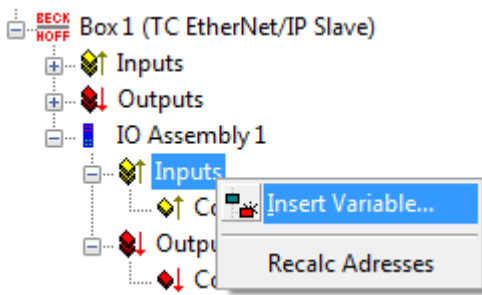 BECK
HOFF
Box 1 (TC EtherNet/IP Slave)
Inputs
Outputs
IO Assembly 1
Inputs
Insert Variable...
Recalc Adresses